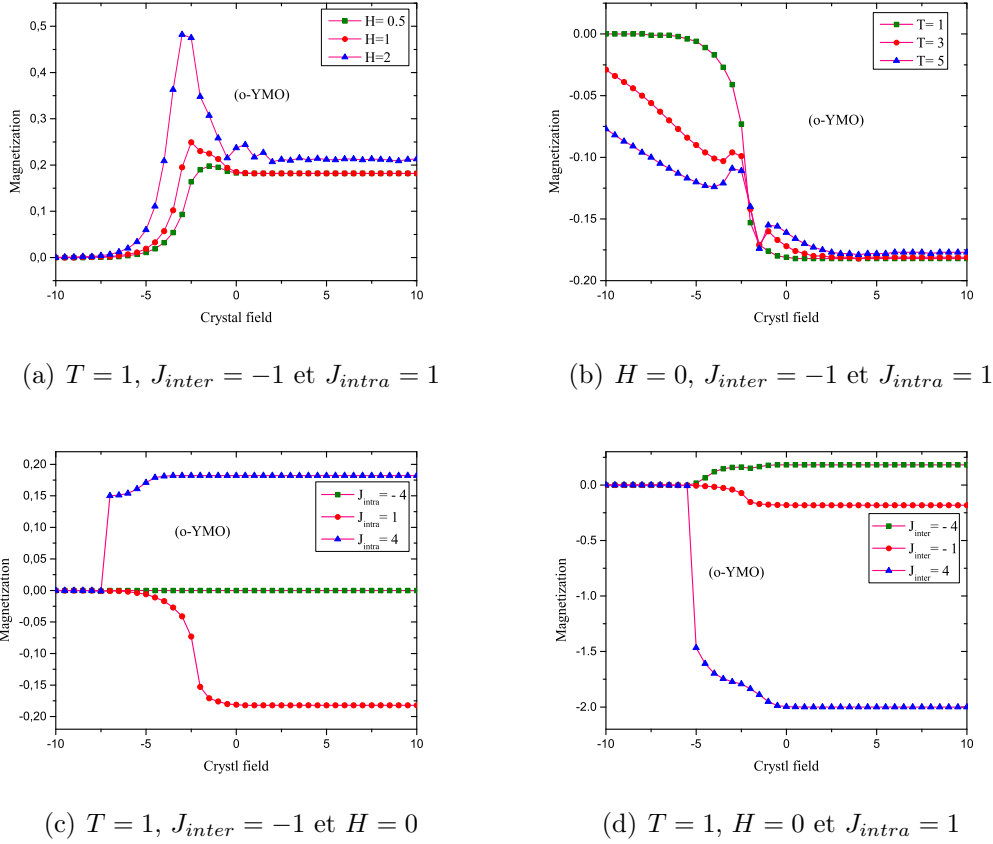 0,5
0,4
0,3
0,2
0,1
0,0
Magnetization
H= 0.5
H=1
H=2
(o-YMO)
-10 -5 0 5 10
Crystal field
(a) T = 1, J_inter = −1 et J_intra = 1
0.00
-0.05
-0.10
-0.15
-0.20
Magnetization
T= 1
T= 3
T= 5
(o-YMO)
-10 -5 0 5 10
Crystl field
(b) H = 0, J_inter = −1 et J_intra = 1
0,20
0,15
0,10
0,05
0,00
-0,05
-0,10
-0,15
-0,20
Magnetization
J_intra= - 4
J_intra= 1
J_intra= 4
(o-YMO)
-10 -5 0 5 10
Crystl field
(c) T = 1, J_inter = −1 et H = 0
0.0
-0.5
-1.0
-1.5
-2.0
Magnetization
J_inter= - 4
J_inter= - 1
J_inter= 4
(o-YMO)
-10 -5 0 5 10
Crystl field
(d) T = 1, H = 0 et J_intra = 1